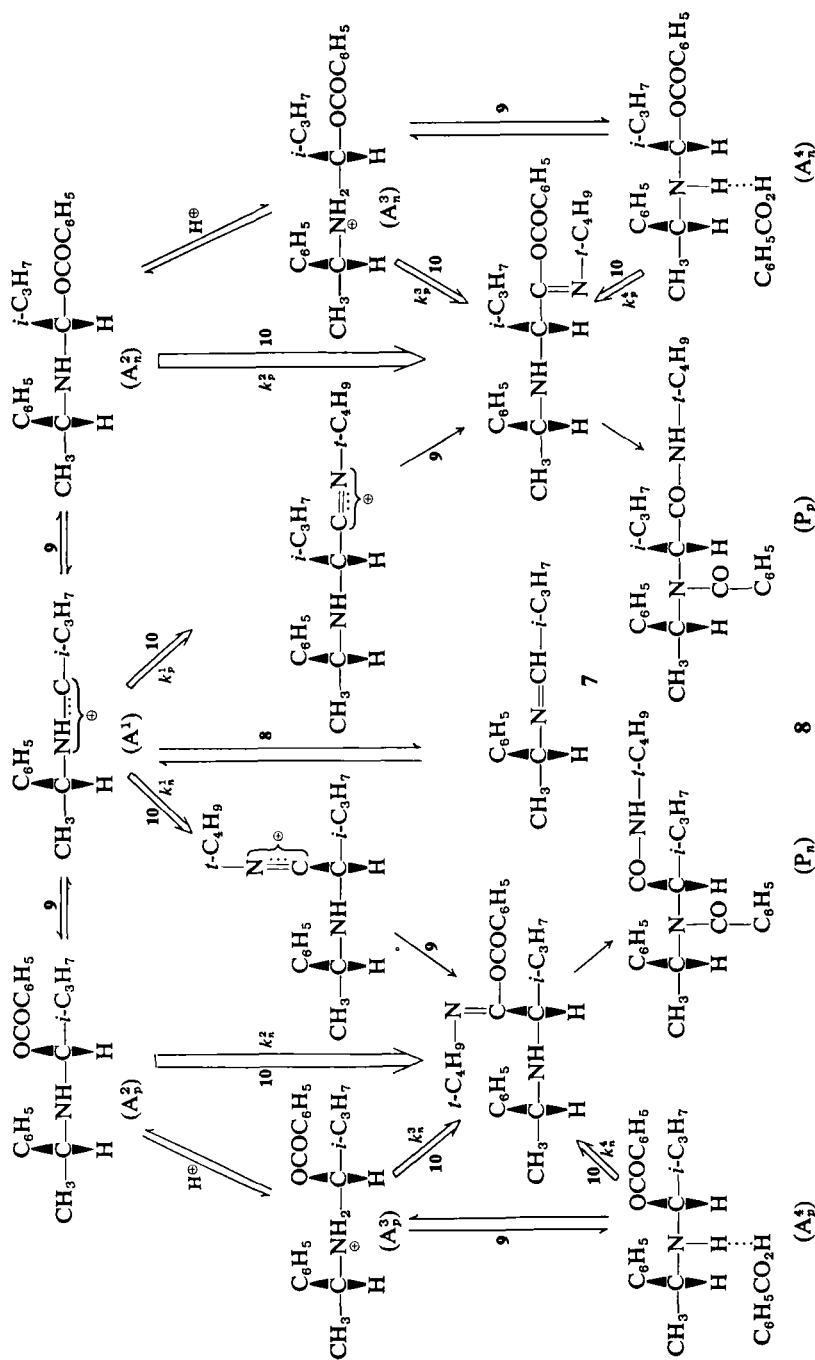 C₆H₅ OCOC₆H₅
CH₃—C—NH—C—i-C₃H₇
H H
(A²ₚ)
9
C₆H₅
CH₃—C—NH⋯C—i-C₃H₇
H ⊕
(A¹)
9
C₆H₅ i-C₃H₇
CH₃—C—NH—C—OCOC₆H₅
H H
(A²ₙ)
H⊕
10 k²ₙ
10 k¹ₙ
8
10 k¹ₚ
k²ₚ 10
H⊕
C₆H₅ OCOC₆H₅
CH₃—C—NH₂—C—i-C₃H₇
H ⊕ H
(A³ₚ)
t-C₄H₉
N
⊕
C₆H₅ C
CH₃—C—NH—C—i-C₃H₇
H H
C₆H₅ i-C₃H₇
CH₃—C—NH—C—C⋯N—t-C₄H₉
H H ⊕
C₆H₅ i-C₃H₇
CH₃—C—NH₂—C—OCOC₆H₅
H ⊕ H
(A³ₙ)
9
10 k³ₙ
9
9
k³ₚ 10
9
t-C₄H₉—N
C₆H₅ C—OCOC₆H₅
CH₃—C—NH—C—i-C₃H₇
H H
C₆H₅
CH₃—C—N=CH—i-C₃H₇
H
7
C₆H₅ i-C₃H₇
CH₃—C—NH—C—C—OCOC₆H₅
H H N—t-C₄H₉
10 k⁴ₙ
10 k⁴ₚ
C₆H₅ OCOC₆H₅
CH₃—C—N—C—i-C₃H₇
H H H
C₆H₅CO₂H
(A⁴ₚ)
C₆H₅ CO—NH—t-C₄H₉
CH₃—C—N—C—i-C₃H₇
H CO H
C₆H₅
(Pₙ)
8
C₆H₅ i-C₃H₇
CH₃—C—N—C—CO—NH—t-C₄H₉
H CO H
C₆H₅
(Pₚ)
C₆H₅ i-C₃H₇
CH₃—C—N—C—OCOC₆H₅
H H H
C₆H₅CO₂H
(A⁴ₙ)